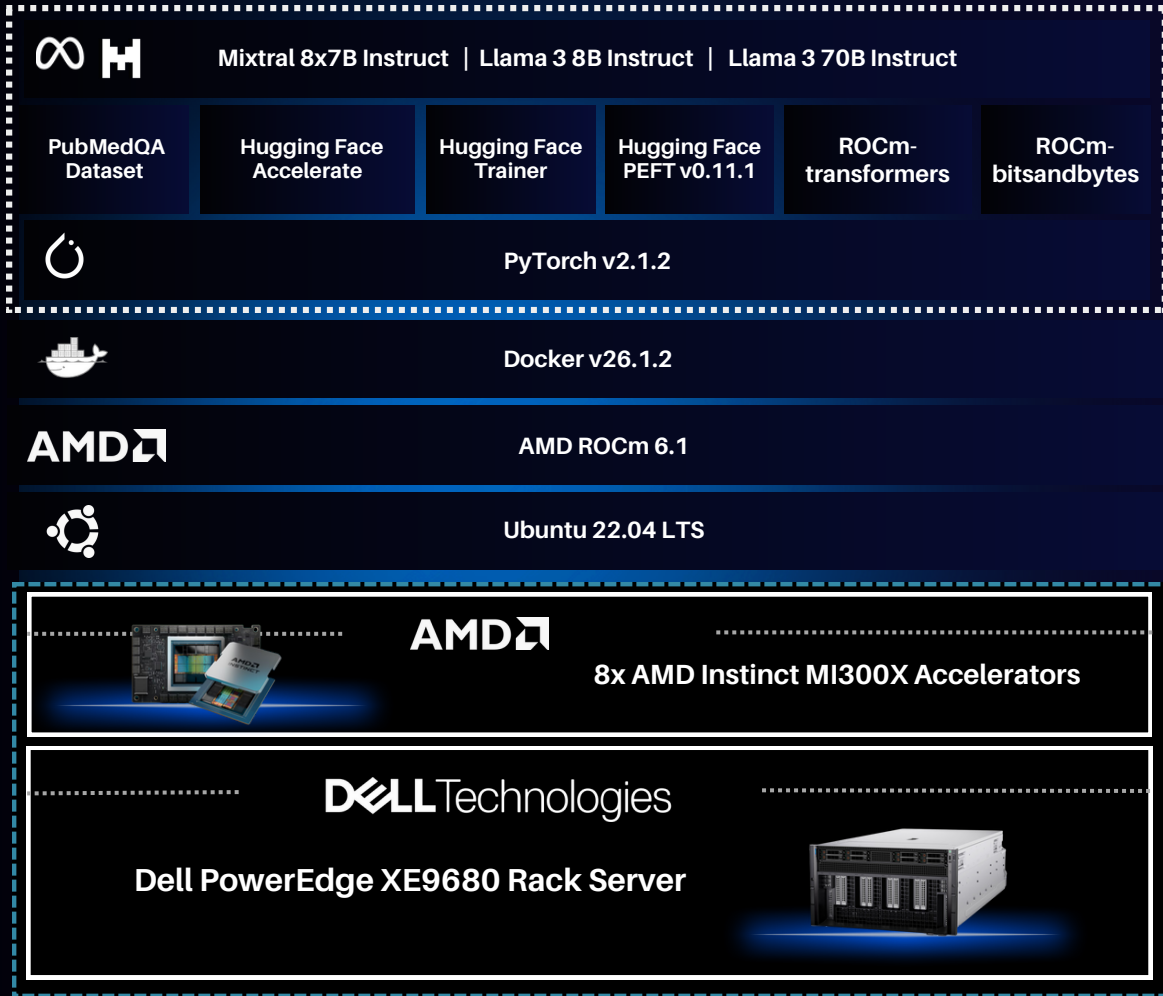 Mixtral 8x7B Instruct | Llama 3 8B Instruct | Llama 3 70B Instruct
PubMedQA
Dataset
Hugging Face
Accelerate
Hugging Face
Trainer
Hugging Face
PEFT v0.11.1
ROCm-
transformers
ROCm-
bitsandbytes
PyTorch v2.1.2
Docker v26.1.2
AMD
AMD ROCm 6.1
Ubuntu 22.04 LTS
AMD
AMD
INSTINCT
8x AMD Instinct MI300X Accelerators
DELLTechnologies
Dell PowerEdge XE9680 Rack Server